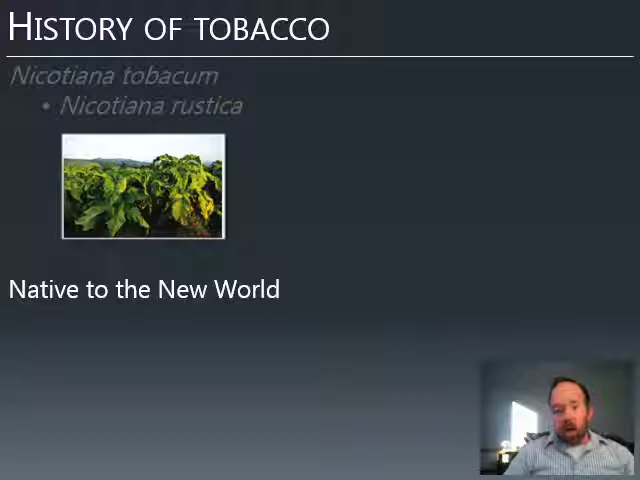 HISTORY OF TOBACCO
Nicotiana tobacum
• Nicotiana rustica
Native to the New World